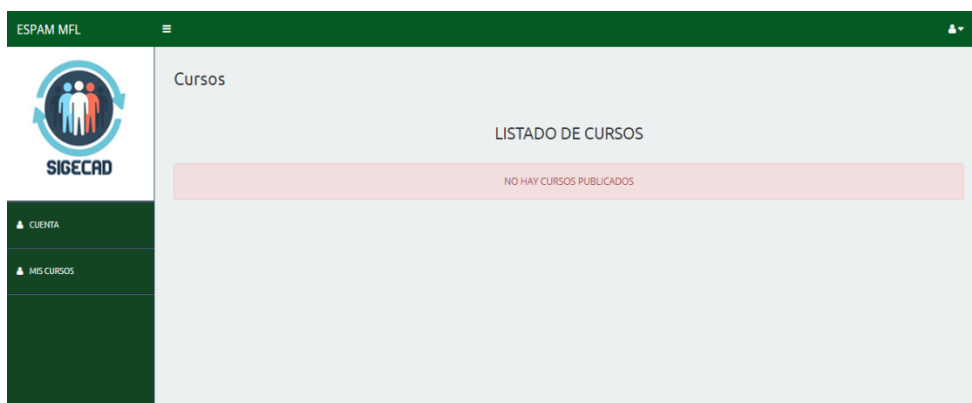 ESPAM MFL
SIGECAD
CUENTA
MIS CURSOS
Cursos
LISTADO DE CURSOS
NO HAY CURSOS PUBLICADOS